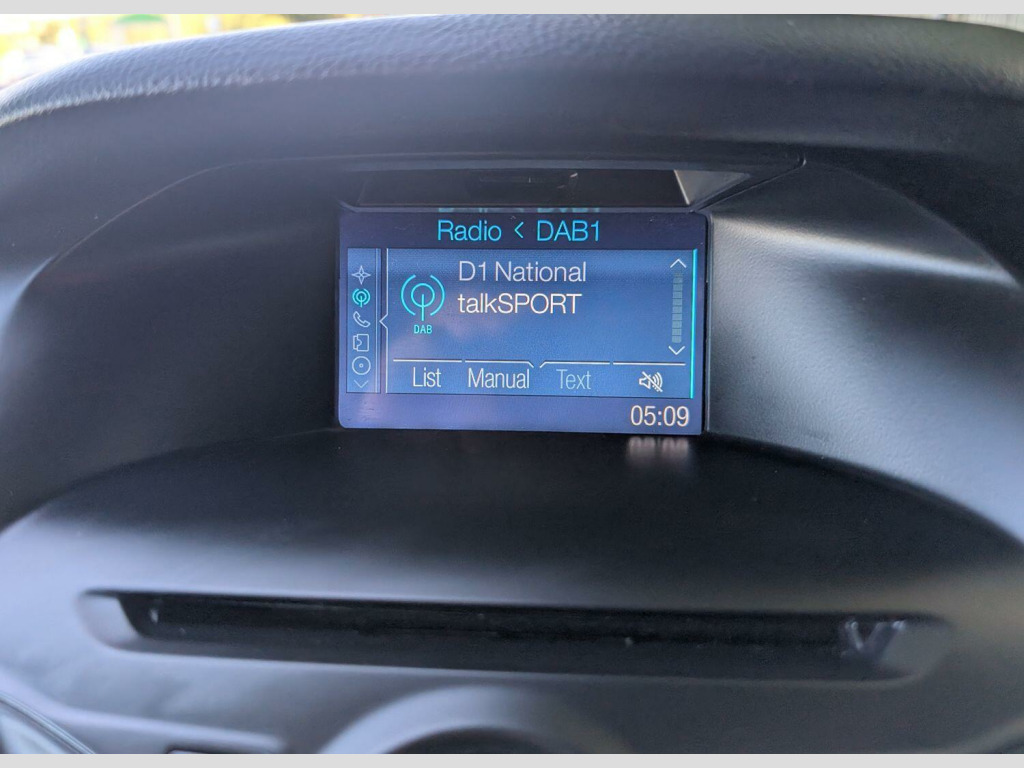 Radio < DAB1
D1 National
talkSPORT
DAB
List Manual Text
05:09